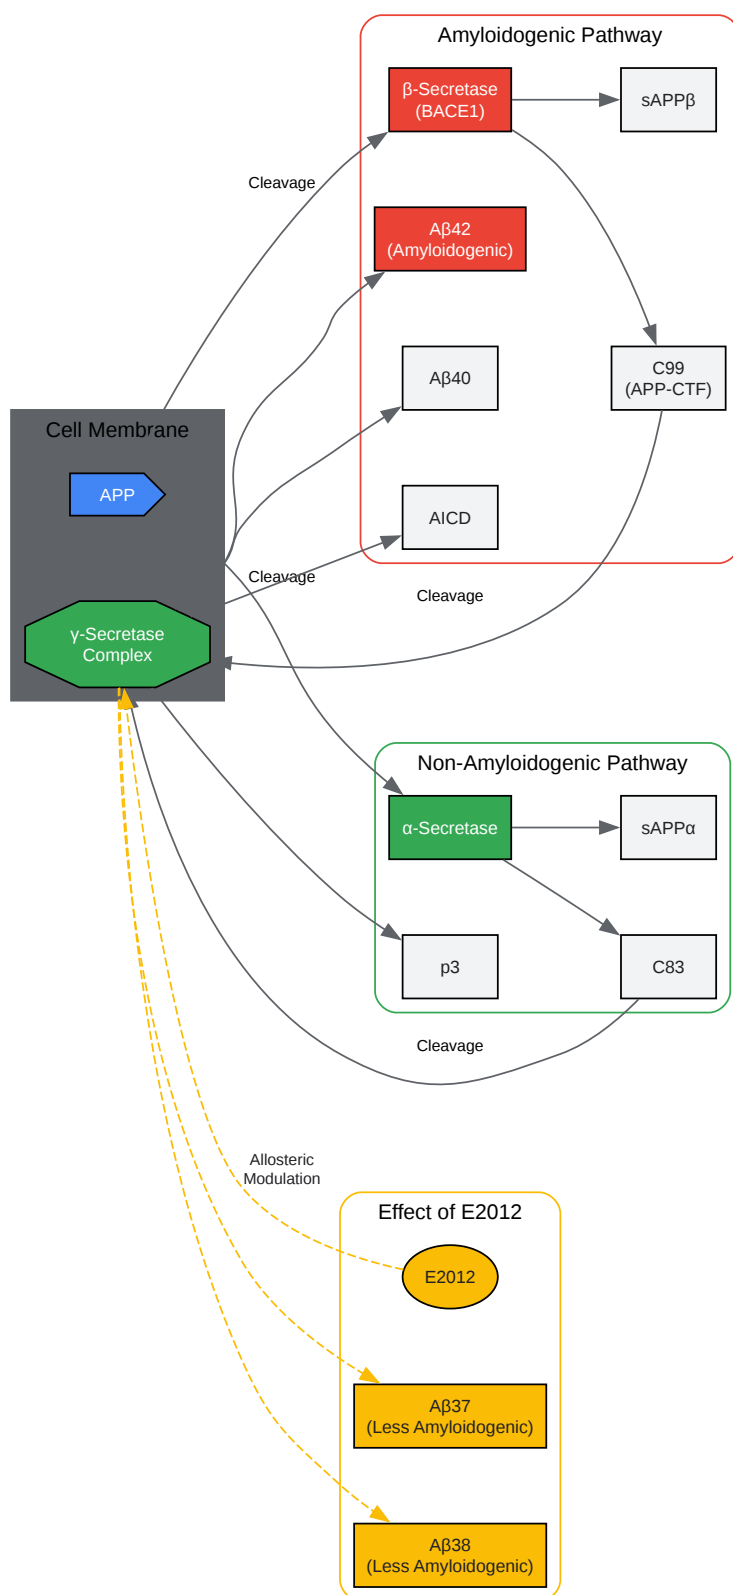 Amyloidogenic Pathway
β-Secretase
(BACE1)
sAPPβ
Cleavage
Aβ42
(Amyloidogenic)
Aβ40
C99
(APP-CTF)
Cell Membrane
APP
AICD
Cleavage
Cleavage
γ-Secretase
Complex
Non-Amyloidogenic Pathway
α-Secretase
sAPPα
p3
C83
Cleavage
Allosteric
Modulation
Effect of E2012
E2012
Aβ37
(Less Amyloidogenic)
Aβ38
(Less Amyloidogenic)